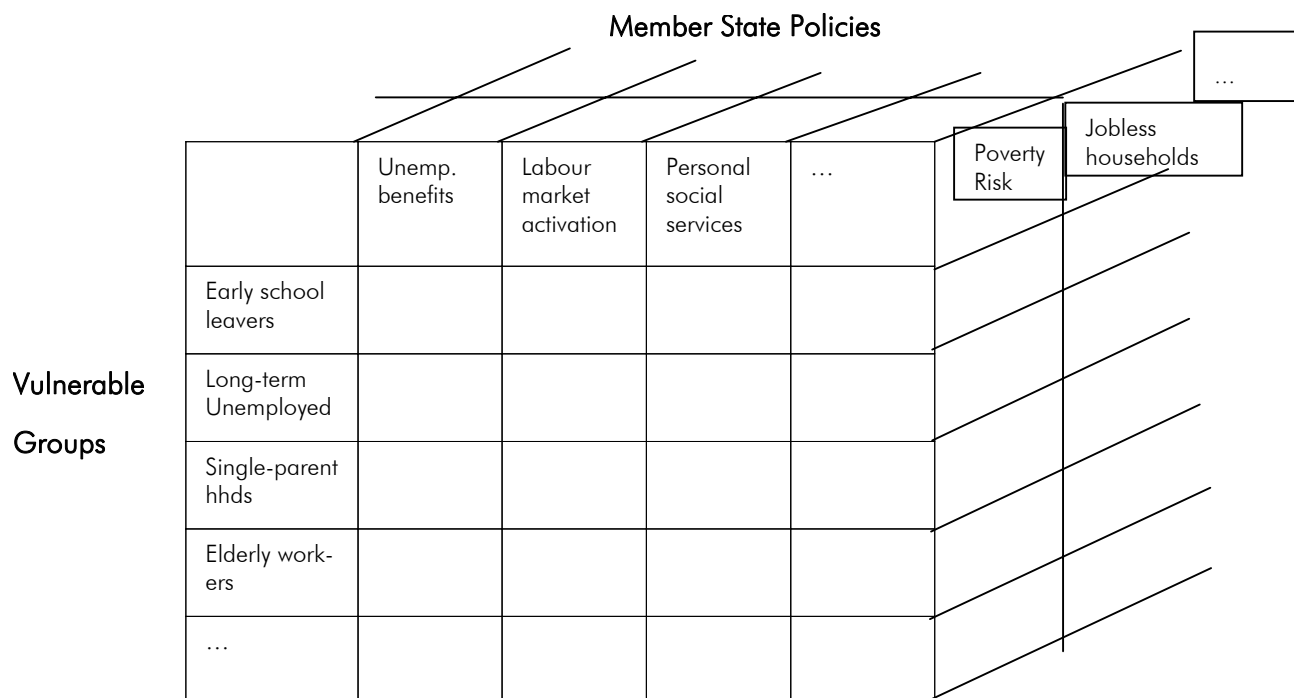 Member State Policies
…
Jobless
households
Poverty
Risk
Unemp.
benefits
Labour
market
activation
Personal
social
services
…
Early school
leavers
Vulnerable
Groups
Long-term
Unemployed
Single-parent
hhds
Elderly work-
ers
…